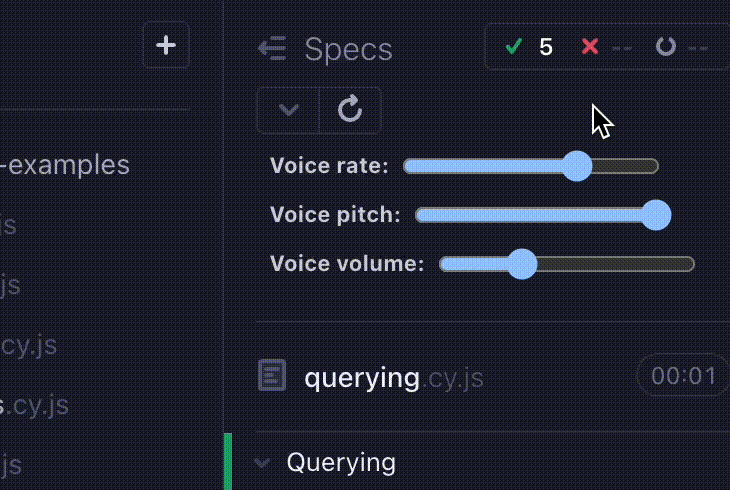 Specs
5 -- --
-examples
Voice rate:
js
Voice pitch:
Voice volume:
js
cy.js
querying.cy.js 00:01
s.cy.js
js
Querying